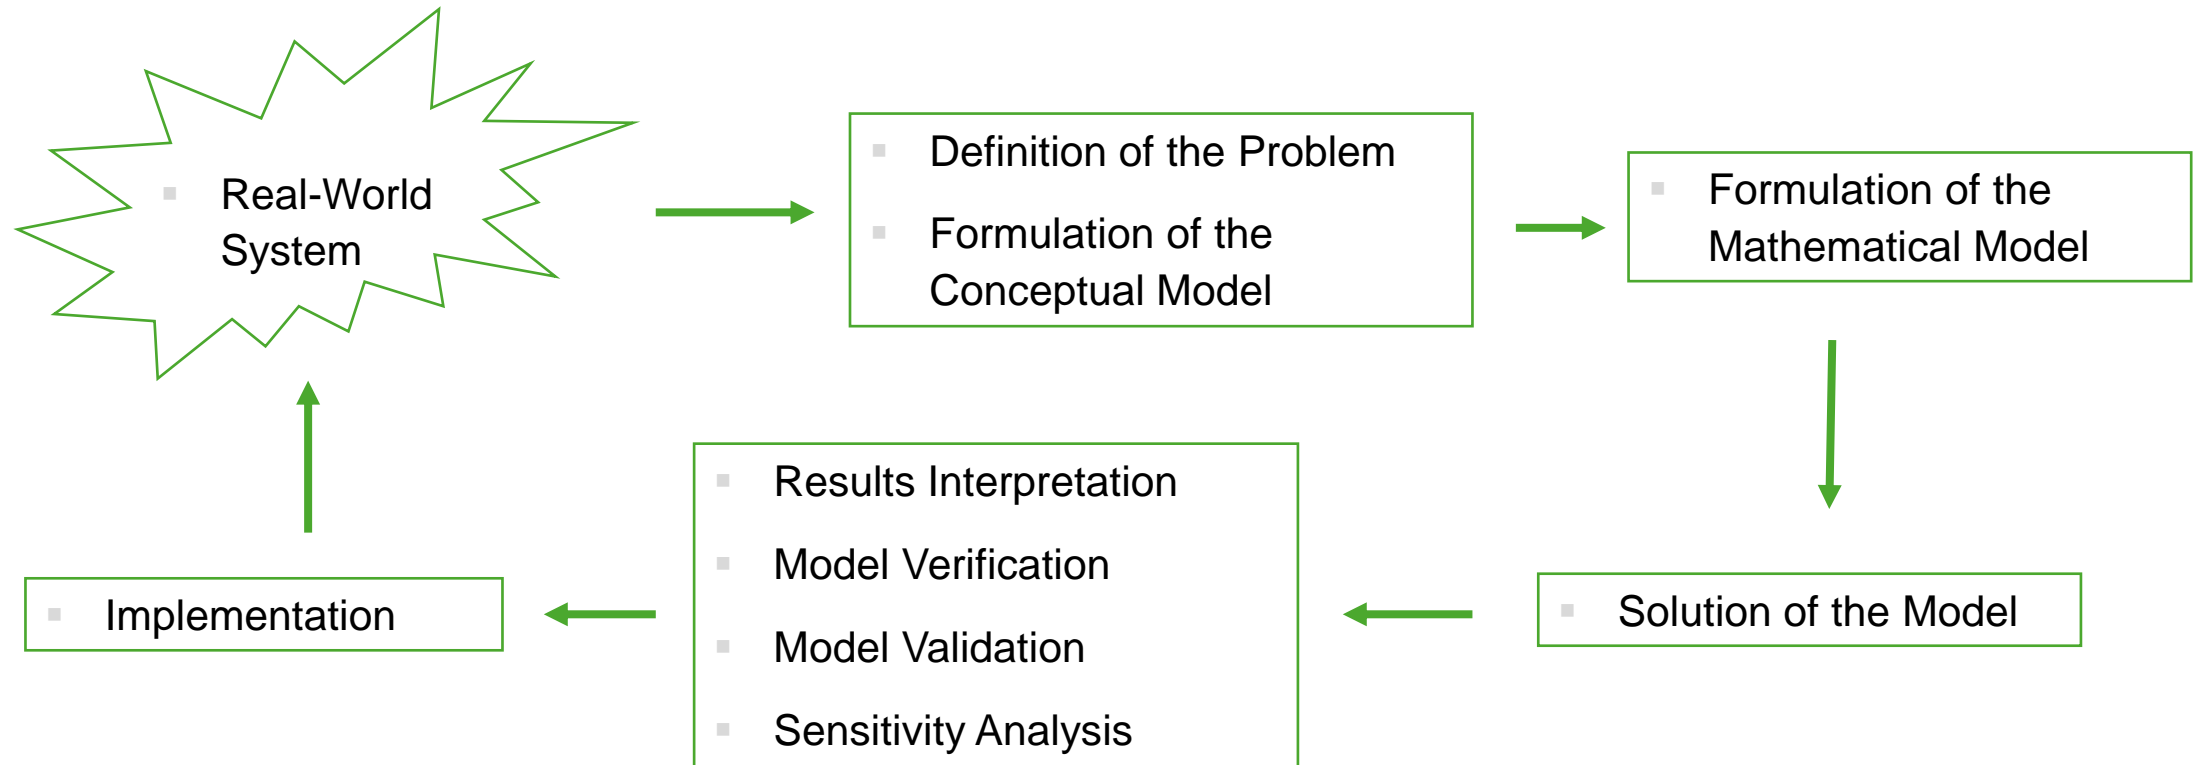 Real-World
System
Definition of the Problem
Formulation of the
Conceptual Model
Formulation of the
Mathematical Model
Results Interpretation
Model Verification
Model Validation
Sensitivity Analysis
Implementation
Solution of the Model